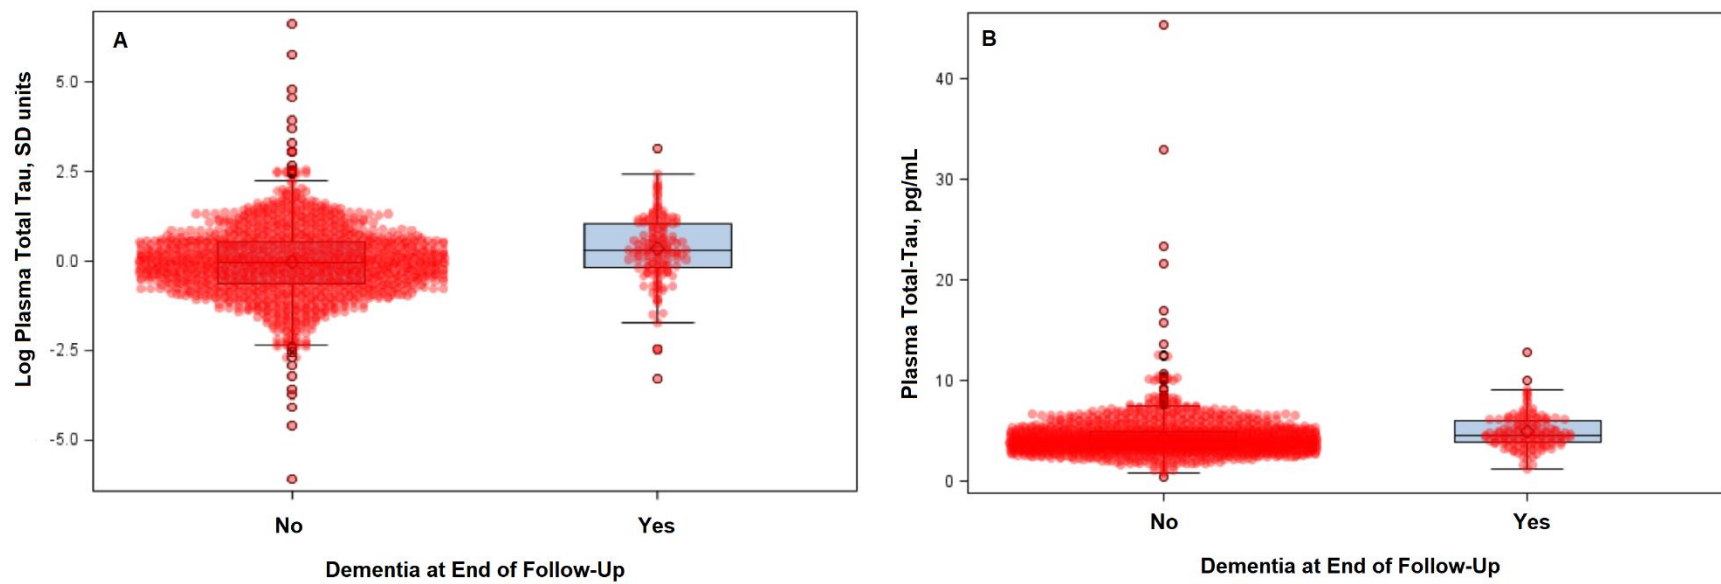 A
Log Plasma Total Tau, SD units
5.0
2.5
0.0
-2.5
-5.0
No
Yes
Dementia at End of Follow-Up
B
Plasma Total-Tau, pg/mL
40
30
20
10
0
No
Yes
Dementia at End of Follow-Up